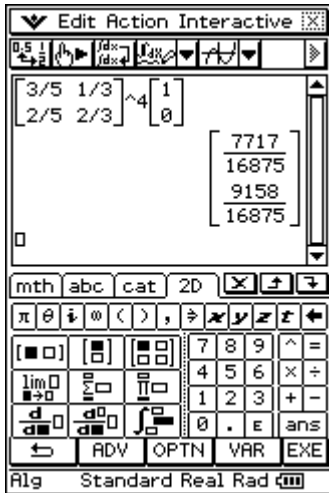 Edit Action Interactive
[3/5 1/3
2/5 2/3]^4[1
0]
[7717/16875
9158/16875]
mth abc cat 2D
π θ i ∞ ( ) , ⇒ x y z t ←
7 8 9 ^ =
lim 4 5 6 × ÷
Σ Π 1 2 3 + -
d/d d/d ∫ 0 . E ans
ADV OPTN VAR EXE
Alg Standard Real Rad